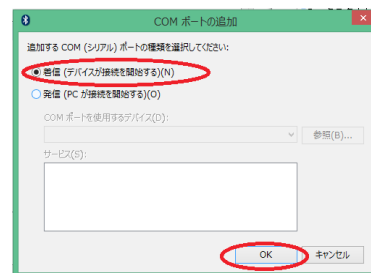 COM ポートの追加
追加する COM (シリアル) ポートの種類を選択してください:
着信 (デバイスが接続を開始する)(N)
発信 (PC が接続を開始する)(O)
COM ポートを使用するデバイス(D):
参照(B)...
サービス(S):
OK
キャンセル